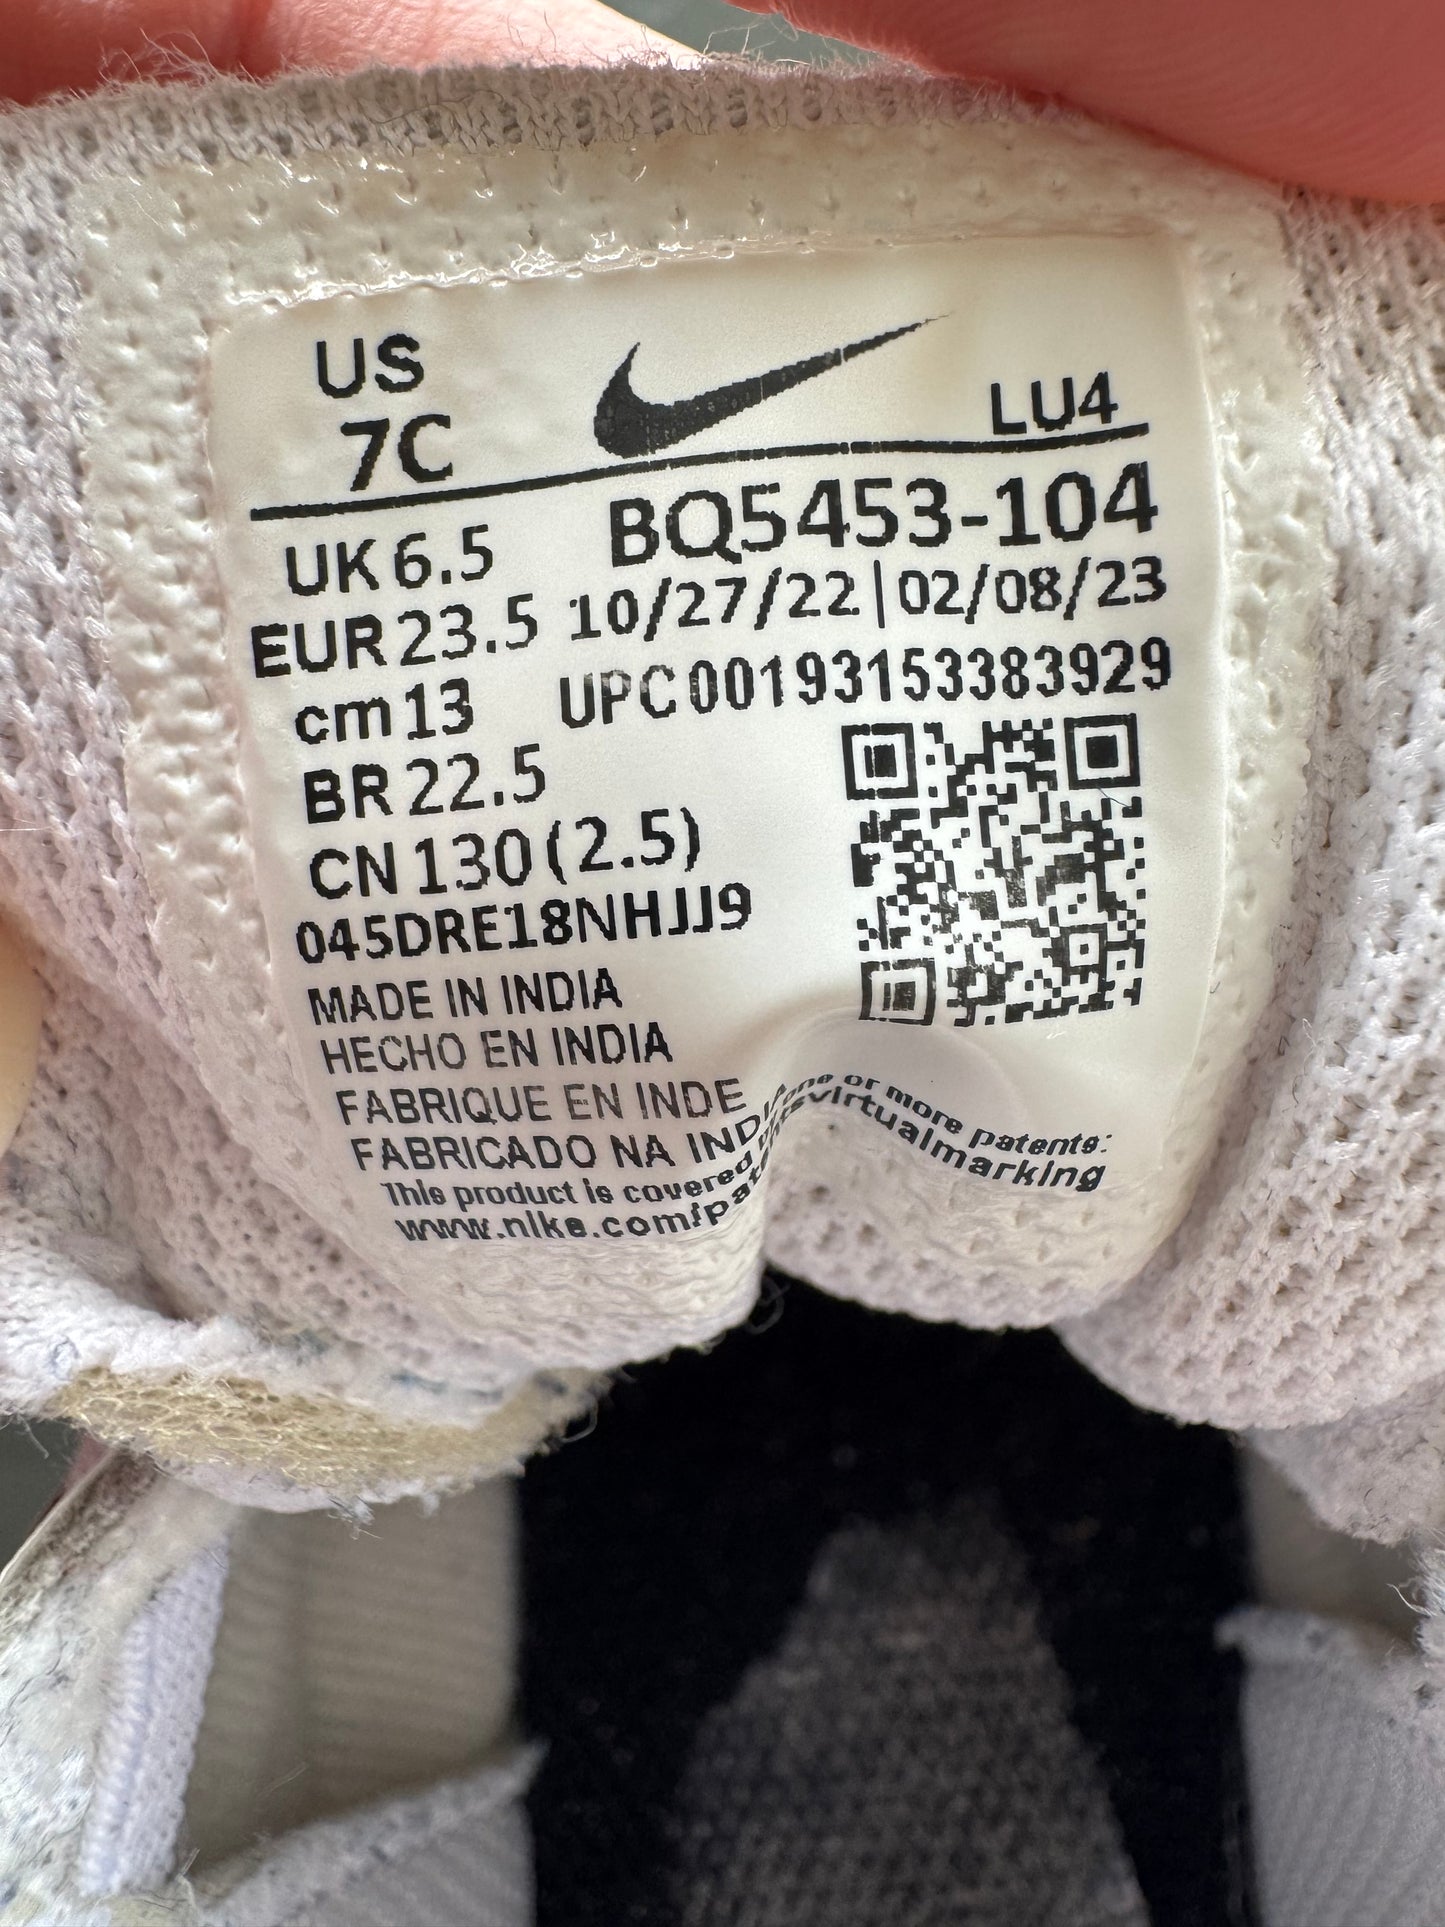 US
7C
LU4
UK 6.5
BQ5453-104
EUR 23.5
10/27/22 | 02/08/23
cm 13
UPC 00193153383929
BR 22.5
CN 130 (2.5)
045DRE18NHJJ9
MADE IN INDIA
HECHO EN INDIA
FABRIQUE EN INDE
FABRICADO NA INDIA
This product is covered one or more patents:
www.nike.com/patentsvirtualmarking